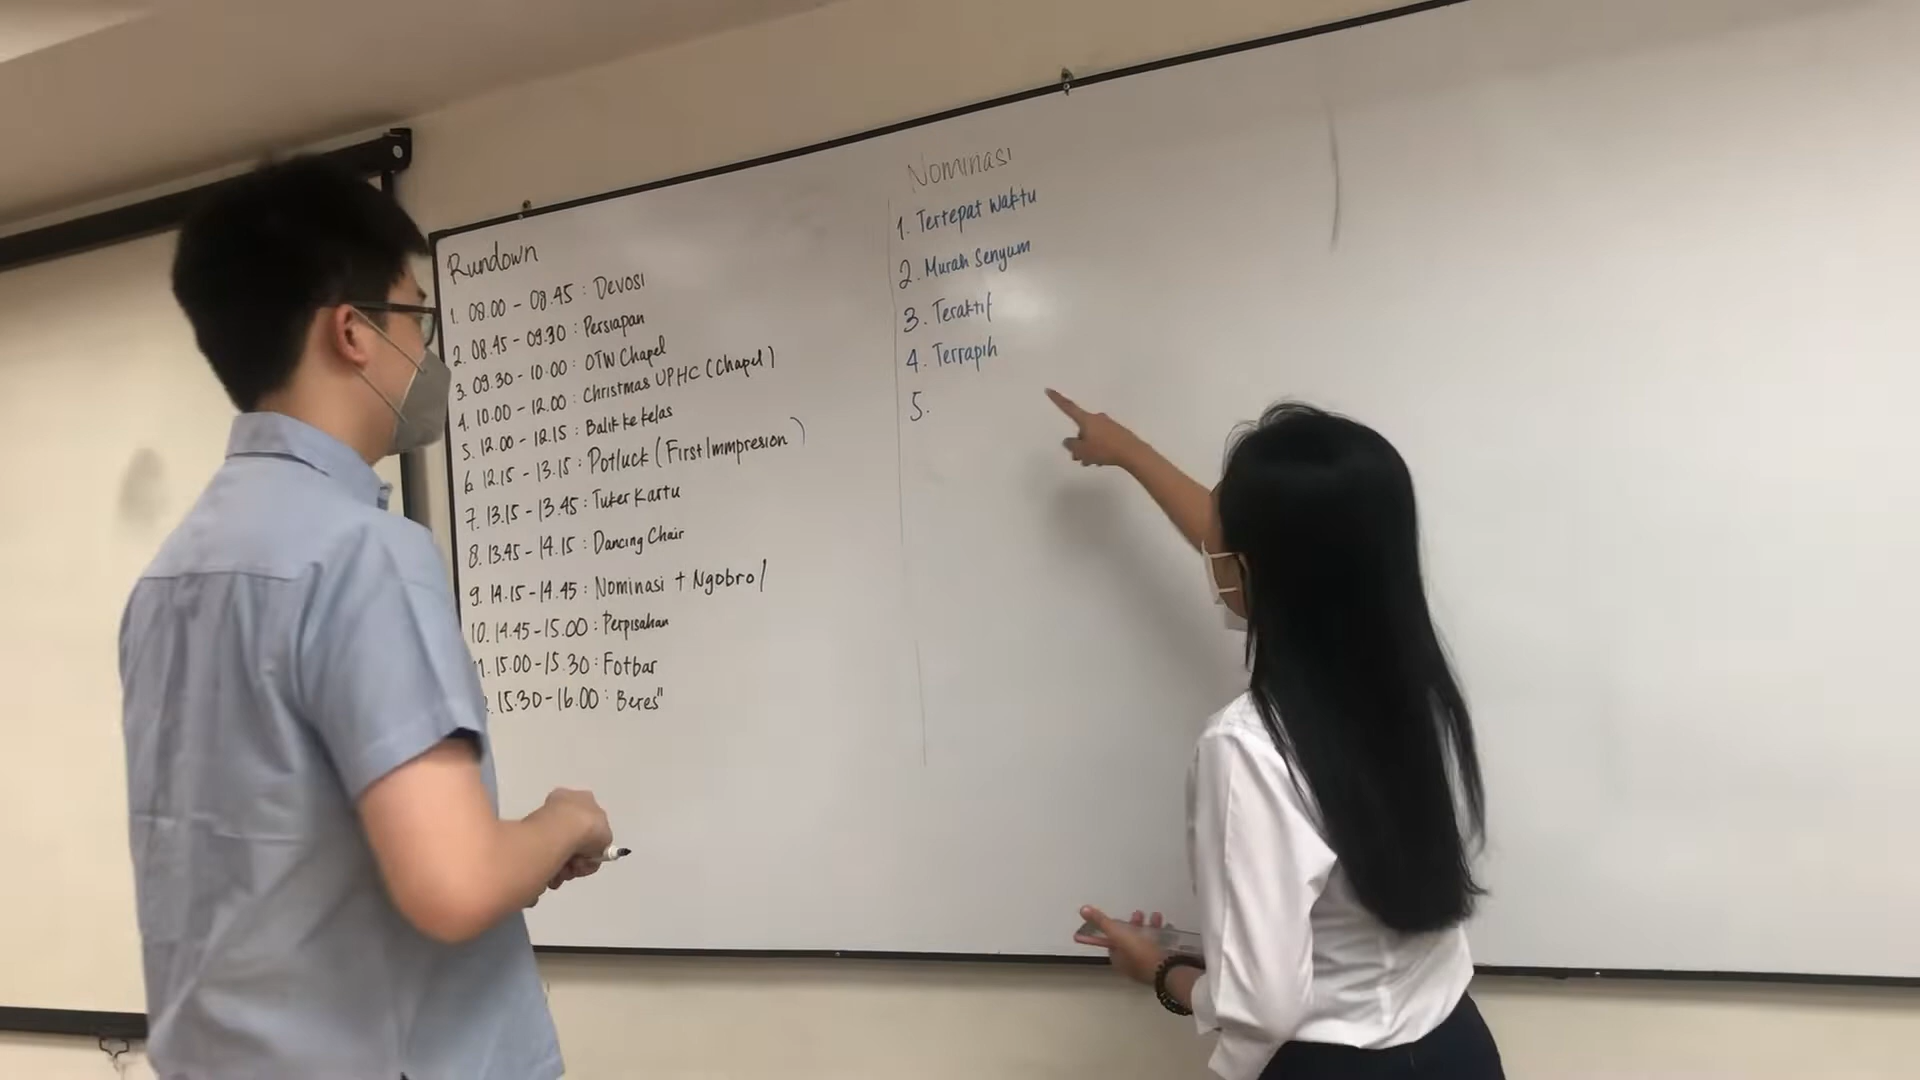 Rundown
1. 08.00 - 08.45 : Devosi
2. 08.45 - 09.30 : Persiapan
3. 09.30 - 10.00 : OTW Chapel
4. 10.00 - 12.00 : Christmas UPHC (Chapel)
5. 12.00 - 12.15 : Balik ke kelas
6. 12.15 - 13.15 : Potluck (First Immpresion)
7. 13.15 - 13.45 : Tuker Kartu
8. 13.45 - 14.15 : Dancing Chair
9. 14.15 - 14.45 : Nominasi + Ngobrol
10. 14.45 - 15.00 : Perpisahan
1. 15.00 - 15.30 : Fotbar
. 15.30 - 16.00 : Beres"
Nominasi
1. Tertepat Waktu
2. Murah Senyum
3. Teraktif
4. Terrapih
5.